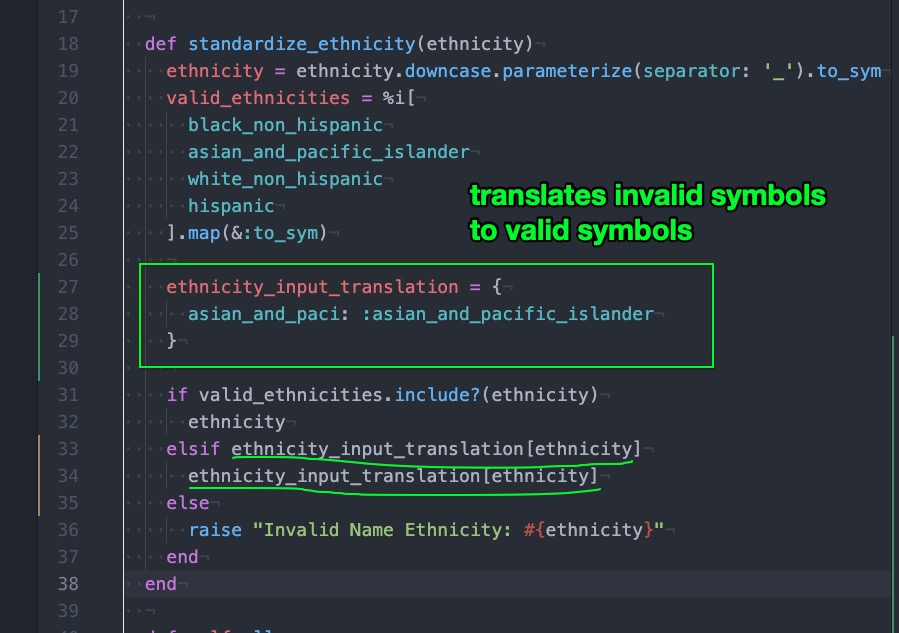 17
18 def standardize_ethnicity(ethnicity)
19 ethnicity = ethnicity.downcase.parameterize(separator: '_').to_sym
20 valid_ethnicities = %i[
21 black_non_hispanic
22 asian_and_pacific_islander
23 white_non_hispanic
24 hispanic
25 ].map(&:to_sym)
translates invalid symbols
to valid symbols
26
27 ethnicity_input_translation = {
28 asian_and_paci: :asian_and_pacific_islander
29 }
30
31 if valid_ethnicities.include?(ethnicity)
32 ethnicity
33 elsif ethnicity_input_translation[ethnicity]
34 ethnicity_input_translation[ethnicity]
35 else
36 raise "Invalid Name Ethnicity: #{ethnicity}"
37 end
38 end
39